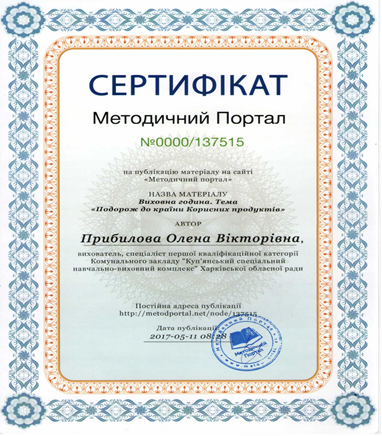 СЕРТИФІКАТ
Методичний Портал
№0000/137515
на публікацію матеріалу на сайті
«Методичний портал»
НАЗВА МАТЕРІАЛУ
Виховна година. Тема
«Подорож до країни Корисних продуктів»
АВТОР
Прибилова Олена Вікторівна,
вихователь, спеціаліст першої кваліфікаційної категорії
Комунального закладу "Куп'янський спеціальний
навчально-виховний комплекс" Харківської обласної ради
Постійна адреса публікації
http://metodportal.net/node/137515
Дата публікації
2017-05-11 08:28
Методичний
Портал